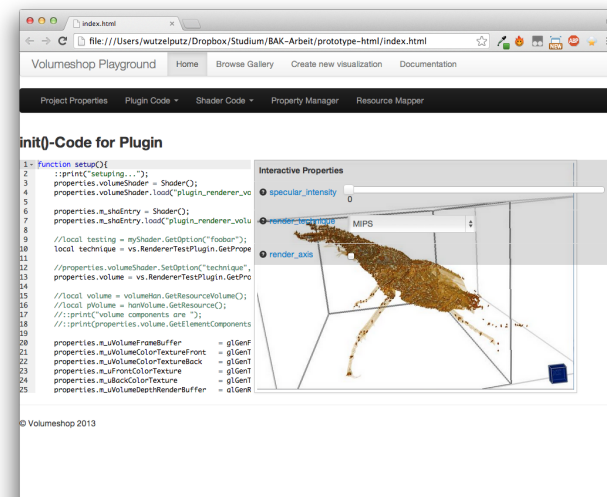 index.html
file:///Users/wutzelputz/Dropbox/Studium/BAK-Arbeit/prototype-html/index.html
Volumeshop Playground Home Browse Gallery Create new visualization Documentation
Project Properties Plugin Code Shader Code Property Manager Resource Mapper
init()-Code for Plugin
1 function setup(){
2 ::print("setuping...");
3 properties.volumeShader = Shader();
4 properties.volumeShader.load("plugin_renderer_vo
5
6 properties.m_shaEntry = Shader();
7 properties.m_shaEntry.load("plugin_renderer_volu
8
9 //local testing = myShader.GetOption("foobar");
10 local technique = vs.RendererTestPlugin.GetPrope
11
12 //properties.volumeShader.SetOption("technique",
13 properties.volume = vs.RendererTestPlugin.GetPro
14
15 //local volume = volumeHan.GetResourceVolume();
16 //local pVolume = hanVolume.GetResource();
17 //::print("volume components are ");
18 //::print(properties.volume.GetElementComponents
19
20 properties.m_uVolumeFrameBuffer = glGenF
21 properties.m_uVolumeColorTextureFront = glGenT
22 properties.m_uVolumeColorTextureBack = glGenT
23 properties.m_uFrontColorTexture = glGenT
24 properties.m_uBackColorTexture = glGenT
25 properties.m_uVolumeDepthRenderBuffer = glGenR
Interactive Properties
specular_intensity
0
render_technique MIPS
render_axis
© Volumeshop 2013